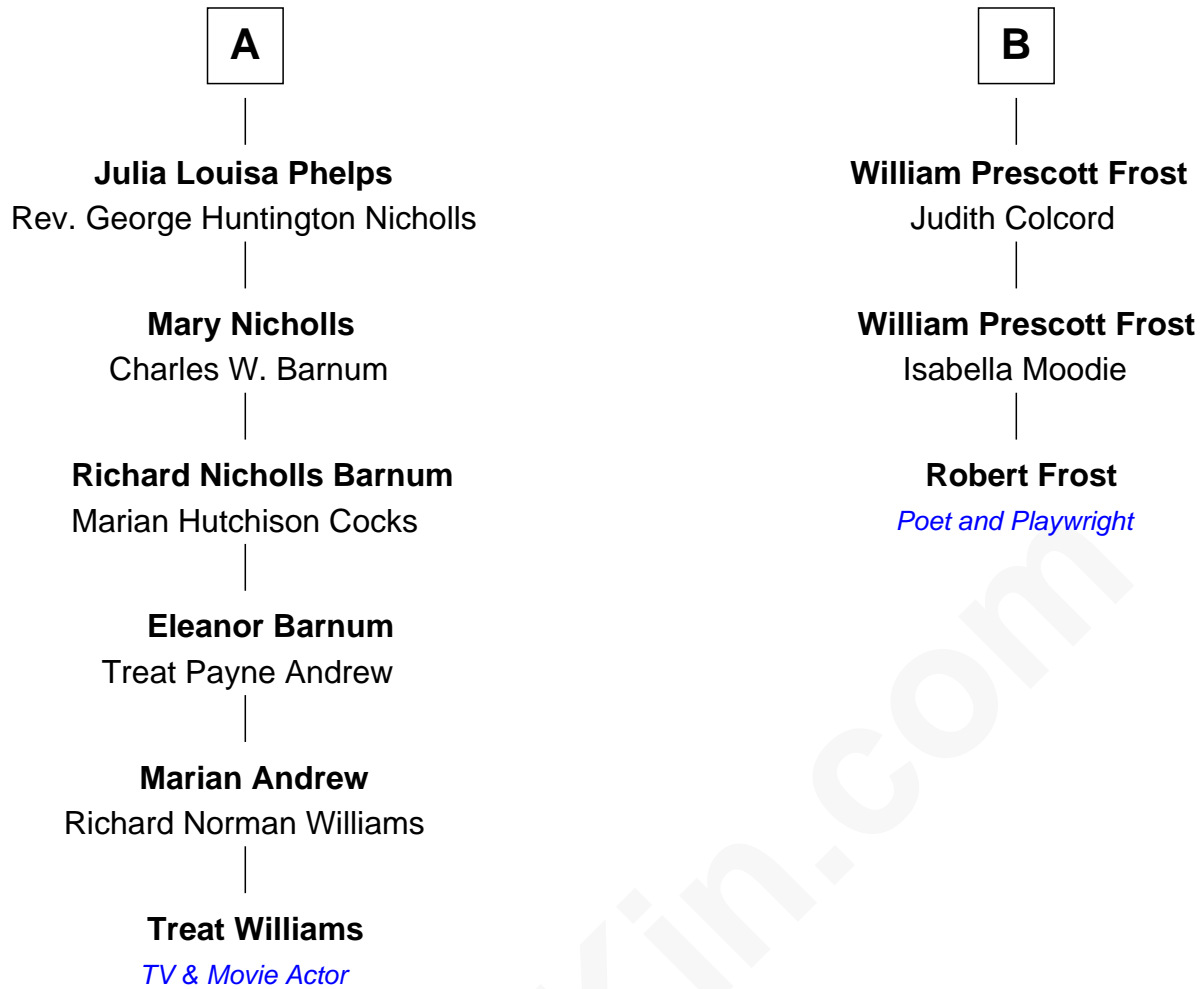 A
Julia Louisa Phelps
Rev. George Huntington Nicholls
Mary Nicholls
Charles W. Barnum
Richard Nicholls Barnum
Marian Hutchison Cocks
Eleanor Barnum
Treat Payne Andrew
Marian Andrew
Richard Norman Williams
Treat Williams
TV & Movie Actor
B
William Prescott Frost
Judith Colcord
William Prescott Frost
Isabella Moodie
Robert Frost
Poet and Playwright
Kin.com